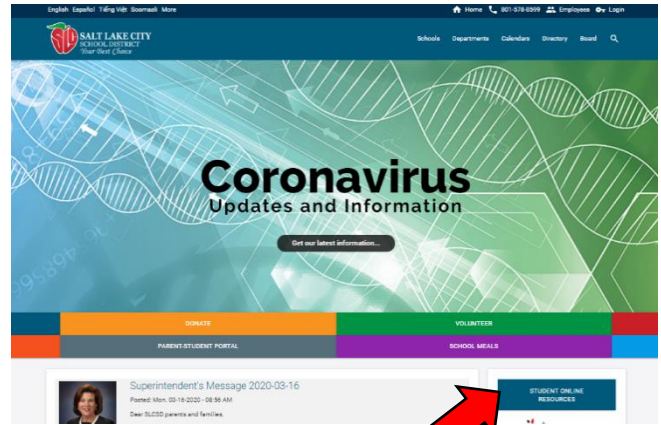 English Español Tiếng Việt Soomaali More
Home 801-578-8599 Employees Login
SALT LAKE CITY
SCHOOL DISTRICT
Your Best Choice
Schools Departments Calendars Directory Board
Coronavirus
Updates and Information
Get our latest information...
DONATE
VOLUNTEER
PARENT-STUDENT PORTAL
SCHOOL MEALS
Superintendent's Message 2020-03-16
Posted: Mon, 03-16-2020 - 08:56 AM
Dear SLCSD parents and families,
STUDENT ONLINE
RESOURCES